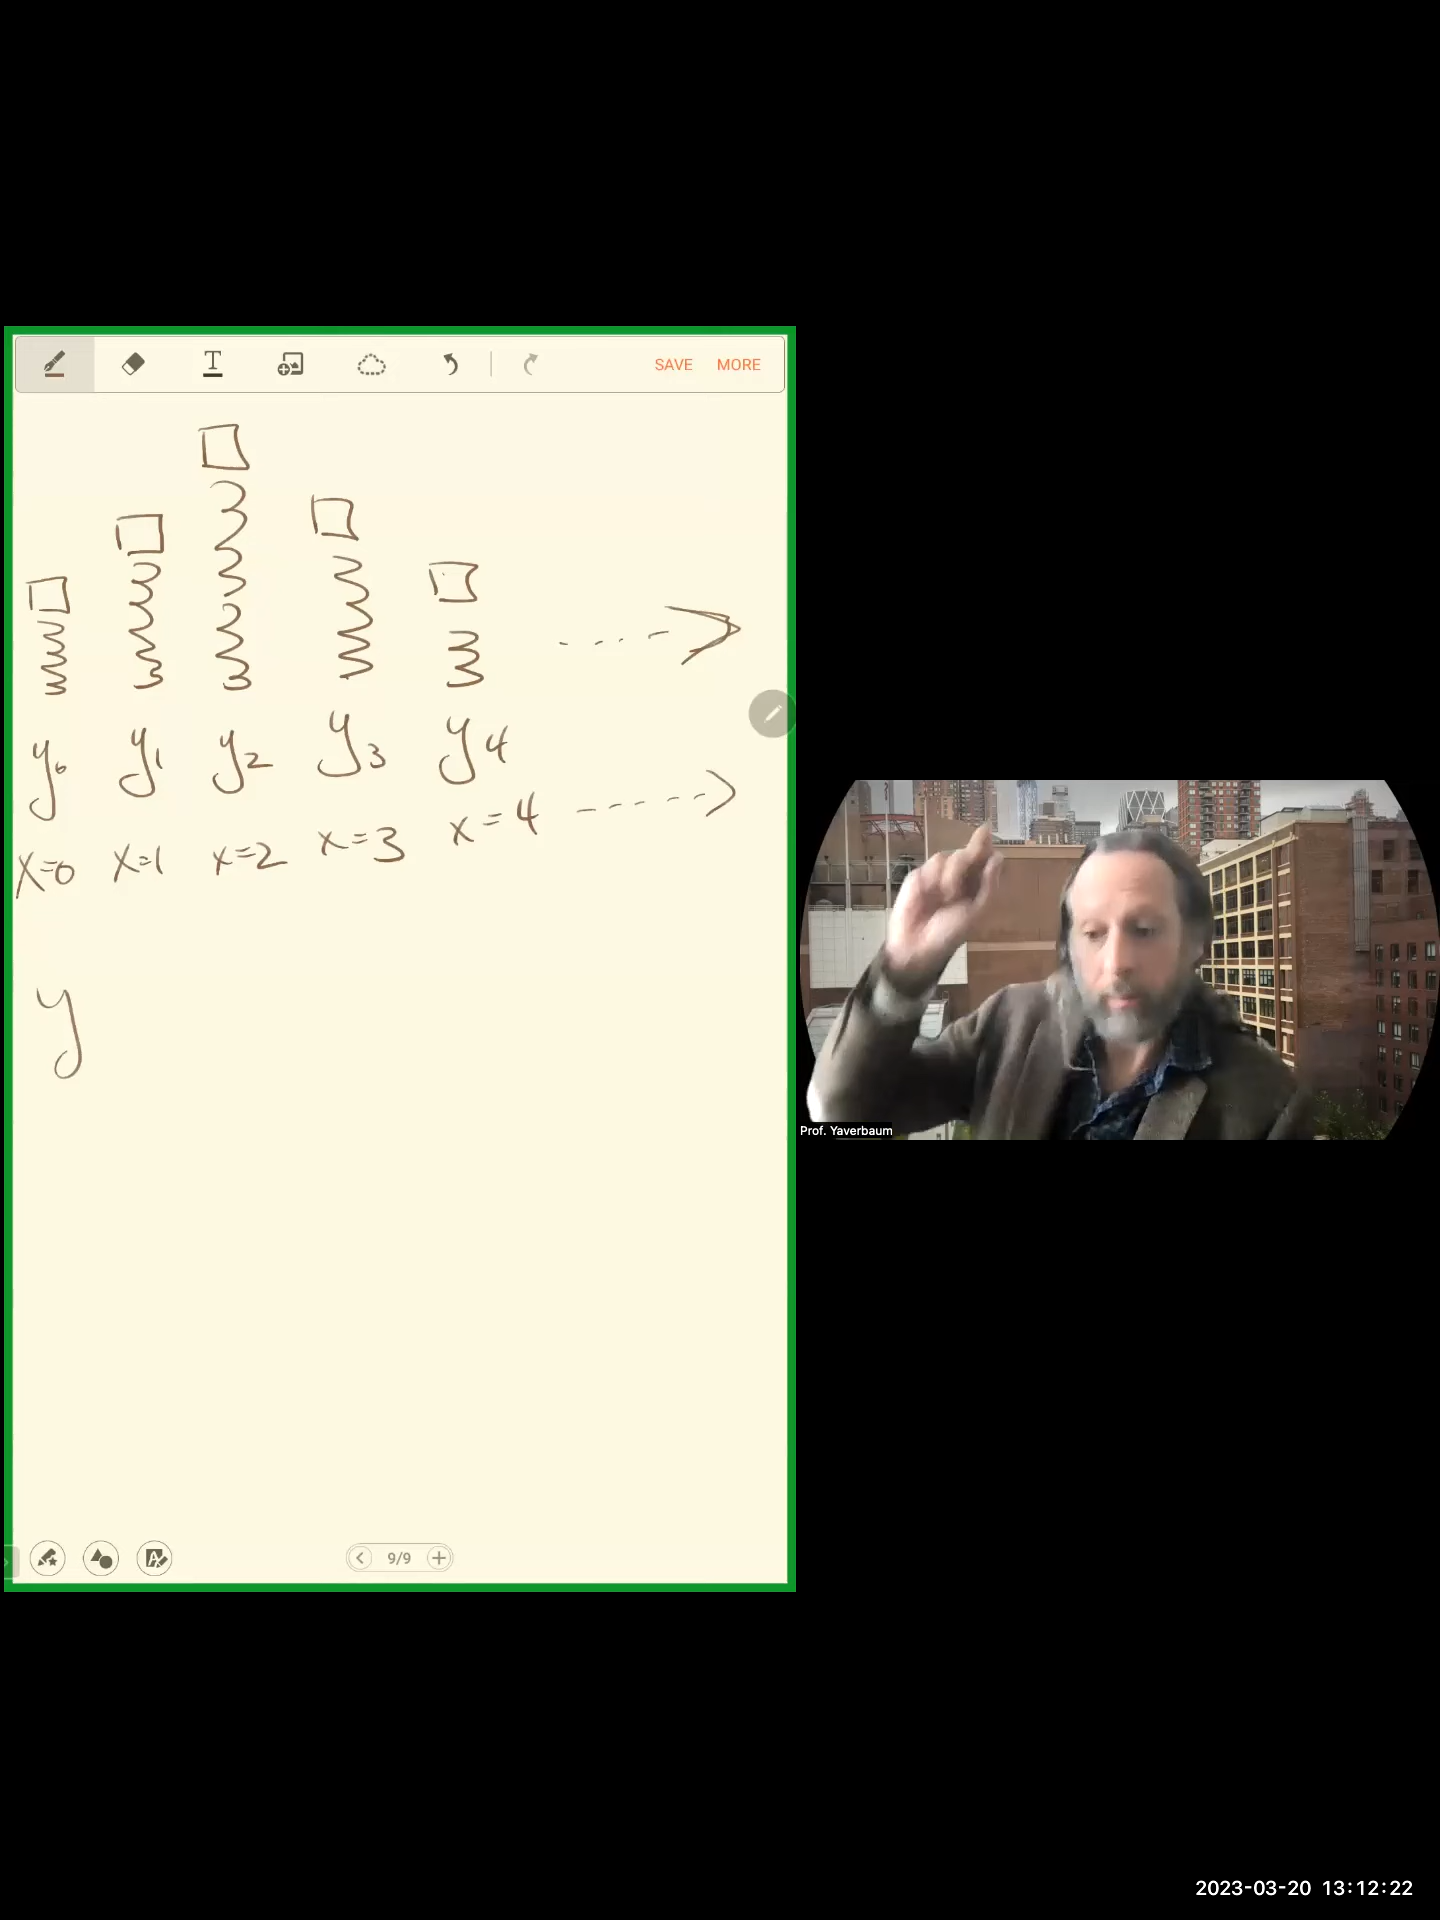 T SAVE MORE
y₀ y₁ y₂ y₃ y₄
x=0 x=1 x=2 x=3 x=4
y
Prof. Yaverbaum
A
9/9
2023-03-20 13:12:22